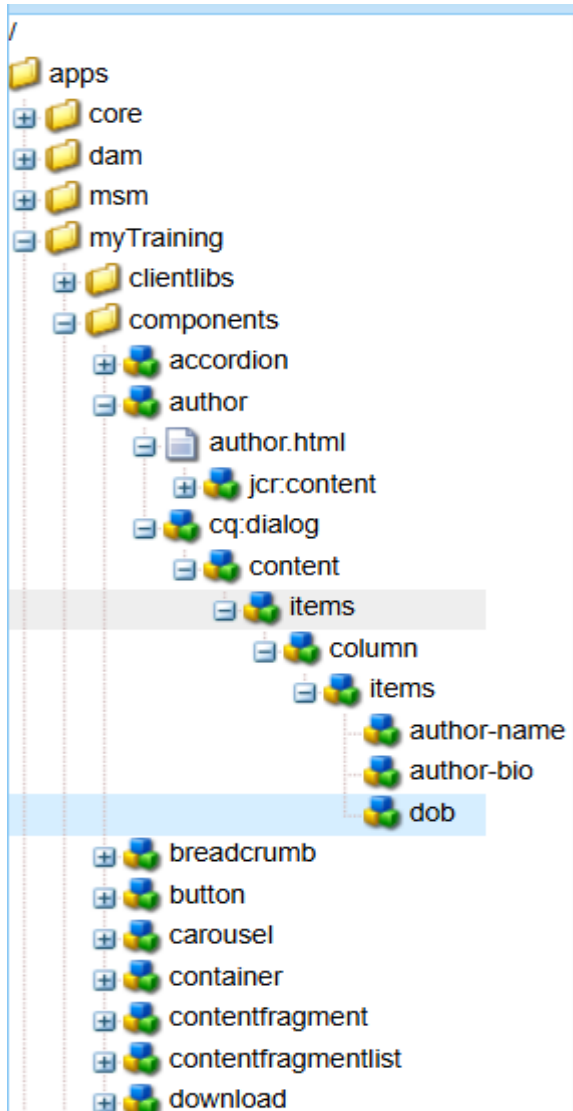 /
apps
core
dam
msm
myTraining
clientlibs
components
accordion
author
author.html
jcr:content
cq:dialog
content
items
column
items
author-name
author-bio
dob
breadcrumb
button
carousel
container
contentfragment
contentfragmentlist
download